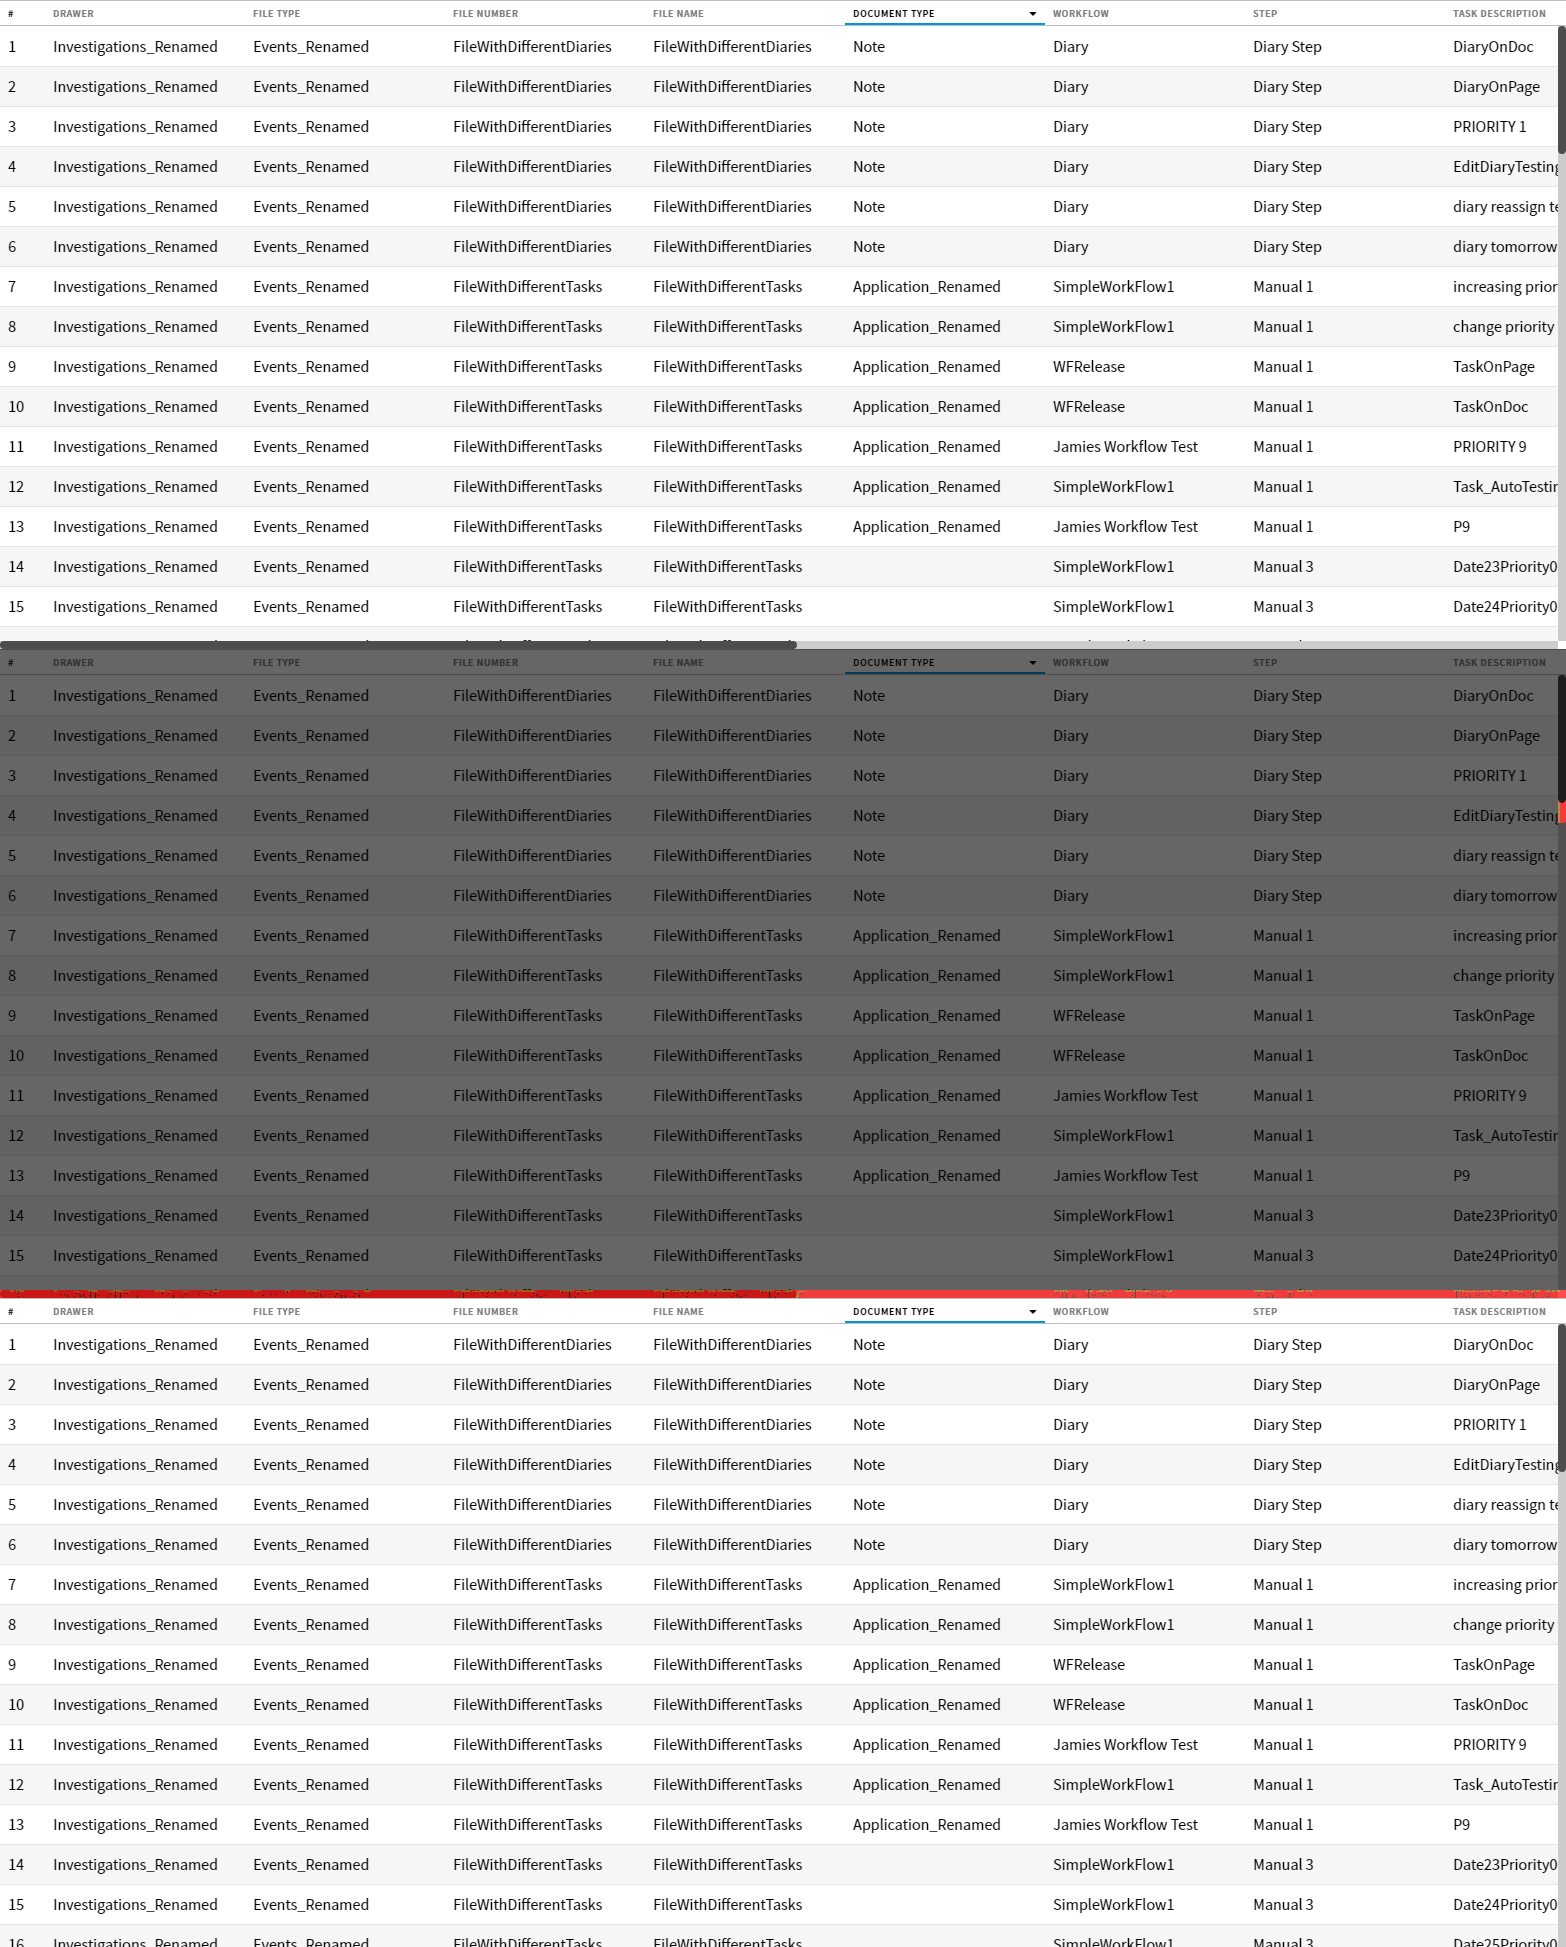 # DRAWER FILE TYPE FILE NUMBER FILE NAME DOCUMENT TYPE WORKFLOW STEP TASK DESCRIPTION
1 Investigations_Renamed Events_Renamed FileWithDifferentDiaries FileWithDifferentDiaries Note Diary Diary Step DiaryOnDoc
2 Investigations_Renamed Events_Renamed FileWithDifferentDiaries FileWithDifferentDiaries Note Diary Diary Step DiaryOnPage
3 Investigations_Renamed Events_Renamed FileWithDifferentDiaries FileWithDifferentDiaries Note Diary Diary Step PRIORITY 1
4 Investigations_Renamed Events_Renamed FileWithDifferentDiaries FileWithDifferentDiaries Note Diary Diary Step EditDiaryTesting
5 Investigations_Renamed Events_Renamed FileWithDifferentDiaries FileWithDifferentDiaries Note Diary Diary Step diary reassign te
6 Investigations_Renamed Events_Renamed FileWithDifferentDiaries FileWithDifferentDiaries Note Diary Diary Step diary tomorrow
7 Investigations_Renamed Events_Renamed FileWithDifferentTasks FileWithDifferentTasks Application_Renamed SimpleWorkFlow1 Manual 1 increasing prior
8 Investigations_Renamed Events_Renamed FileWithDifferentTasks FileWithDifferentTasks Application_Renamed SimpleWorkFlow1 Manual 1 change priority
9 Investigations_Renamed Events_Renamed FileWithDifferentTasks FileWithDifferentTasks Application_Renamed WFRelease Manual 1 TaskOnPage
10 Investigations_Renamed Events_Renamed FileWithDifferentTasks FileWithDifferentTasks Application_Renamed WFRelease Manual 1 TaskOnDoc
11 Investigations_Renamed Events_Renamed FileWithDifferentTasks FileWithDifferentTasks Application_Renamed Jamies Workflow Test Manual 1 PRIORITY 9
12 Investigations_Renamed Events_Renamed FileWithDifferentTasks FileWithDifferentTasks Application_Renamed SimpleWorkFlow1 Manual 1 Task_AutoTestin
13 Investigations_Renamed Events_Renamed FileWithDifferentTasks FileWithDifferentTasks Application_Renamed Jamies Workflow Test Manual 1 P9
14 Investigations_Renamed Events_Renamed FileWithDifferentTasks FileWithDifferentTasks SimpleWorkFlow1 Manual 3 Date23Priority0
15 Investigations_Renamed Events_Renamed FileWithDifferentTasks FileWithDifferentTasks SimpleWorkFlow1 Manual 3 Date24Priority0
# DRAWER FILE TYPE FILE NUMBER FILE NAME DOCUMENT TYPE WORKFLOW STEP TASK DESCRIPTION
1 Investigations_Renamed Events_Renamed FileWithDifferentDiaries FileWithDifferentDiaries Note Diary Diary Step DiaryOnDoc
2 Investigations_Renamed Events_Renamed FileWithDifferentDiaries FileWithDifferentDiaries Note Diary Diary Step DiaryOnPage
3 Investigations_Renamed Events_Renamed FileWithDifferentDiaries FileWithDifferentDiaries Note Diary Diary Step PRIORITY 1
4 Investigations_Renamed Events_Renamed FileWithDifferentDiaries FileWithDifferentDiaries Note Diary Diary Step EditDiaryTesting
5 Investigations_Renamed Events_Renamed FileWithDifferentDiaries FileWithDifferentDiaries Note Diary Diary Step diary reassign te
6 Investigations_Renamed Events_Renamed FileWithDifferentDiaries FileWithDifferentDiaries Note Diary Diary Step diary tomorrow
7 Investigations_Renamed Events_Renamed FileWithDifferentTasks FileWithDifferentTasks Application_Renamed SimpleWorkFlow1 Manual 1 increasing prior
8 Investigations_Renamed Events_Renamed FileWithDifferentTasks FileWithDifferentTasks Application_Renamed SimpleWorkFlow1 Manual 1 change priority
9 Investigations_Renamed Events_Renamed FileWithDifferentTasks FileWithDifferentTasks Application_Renamed WFRelease Manual 1 TaskOnPage
10 Investigations_Renamed Events_Renamed FileWithDifferentTasks FileWithDifferentTasks Application_Renamed WFRelease Manual 1 TaskOnDoc
11 Investigations_Renamed Events_Renamed FileWithDifferentTasks FileWithDifferentTasks Application_Renamed Jamies Workflow Test Manual 1 PRIORITY 9
12 Investigations_Renamed Events_Renamed FileWithDifferentTasks FileWithDifferentTasks Application_Renamed SimpleWorkFlow1 Manual 1 Task_AutoTestin
13 Investigations_Renamed Events_Renamed FileWithDifferentTasks FileWithDifferentTasks Application_Renamed Jamies Workflow Test Manual 1 P9
14 Investigations_Renamed Events_Renamed FileWithDifferentTasks FileWithDifferentTasks SimpleWorkFlow1 Manual 3 Date23Priority0
15 Investigations_Renamed Events_Renamed FileWithDifferentTasks FileWithDifferentTasks SimpleWorkFlow1 Manual 3 Date24Priority0
# DRAWER FILE TYPE FILE NUMBER FILE NAME DOCUMENT TYPE WORKFLOW STEP TASK DESCRIPTION
1 Investigations_Renamed Events_Renamed FileWithDifferentDiaries FileWithDifferentDiaries Note Diary Diary Step DiaryOnDoc
2 Investigations_Renamed Events_Renamed FileWithDifferentDiaries FileWithDifferentDiaries Note Diary Diary Step DiaryOnPage
3 Investigations_Renamed Events_Renamed FileWithDifferentDiaries FileWithDifferentDiaries Note Diary Diary Step PRIORITY 1
4 Investigations_Renamed Events_Renamed FileWithDifferentDiaries FileWithDifferentDiaries Note Diary Diary Step EditDiaryTesting
5 Investigations_Renamed Events_Renamed FileWithDifferentDiaries FileWithDifferentDiaries Note Diary Diary Step diary reassign te
6 Investigations_Renamed Events_Renamed FileWithDifferentDiaries FileWithDifferentDiaries Note Diary Diary Step diary tomorrow
7 Investigations_Renamed Events_Renamed FileWithDifferentTasks FileWithDifferentTasks Application_Renamed SimpleWorkFlow1 Manual 1 increasing prior
8 Investigations_Renamed Events_Renamed FileWithDifferentTasks FileWithDifferentTasks Application_Renamed SimpleWorkFlow1 Manual 1 change priority
9 Investigations_Renamed Events_Renamed FileWithDifferentTasks FileWithDifferentTasks Application_Renamed WFRelease Manual 1 TaskOnPage
10 Investigations_Renamed Events_Renamed FileWithDifferentTasks FileWithDifferentTasks Application_Renamed WFRelease Manual 1 TaskOnDoc
11 Investigations_Renamed Events_Renamed FileWithDifferentTasks FileWithDifferentTasks Application_Renamed Jamies Workflow Test Manual 1 PRIORITY 9
12 Investigations_Renamed Events_Renamed FileWithDifferentTasks FileWithDifferentTasks Application_Renamed SimpleWorkFlow1 Manual 1 Task_AutoTestin
13 Investigations_Renamed Events_Renamed FileWithDifferentTasks FileWithDifferentTasks Application_Renamed Jamies Workflow Test Manual 1 P9
14 Investigations_Renamed Events_Renamed FileWithDifferentTasks FileWithDifferentTasks SimpleWorkFlow1 Manual 3 Date23Priority0
15 Investigations_Renamed Events_Renamed FileWithDifferentTasks FileWithDifferentTasks SimpleWorkFlow1 Manual 3 Date24Priority0
16 Investigations_Renamed Events_Renamed FileWithDifferentTasks FileWithDifferentTasks SimpleWorkFlow1 Manual 3 Date25Priority0